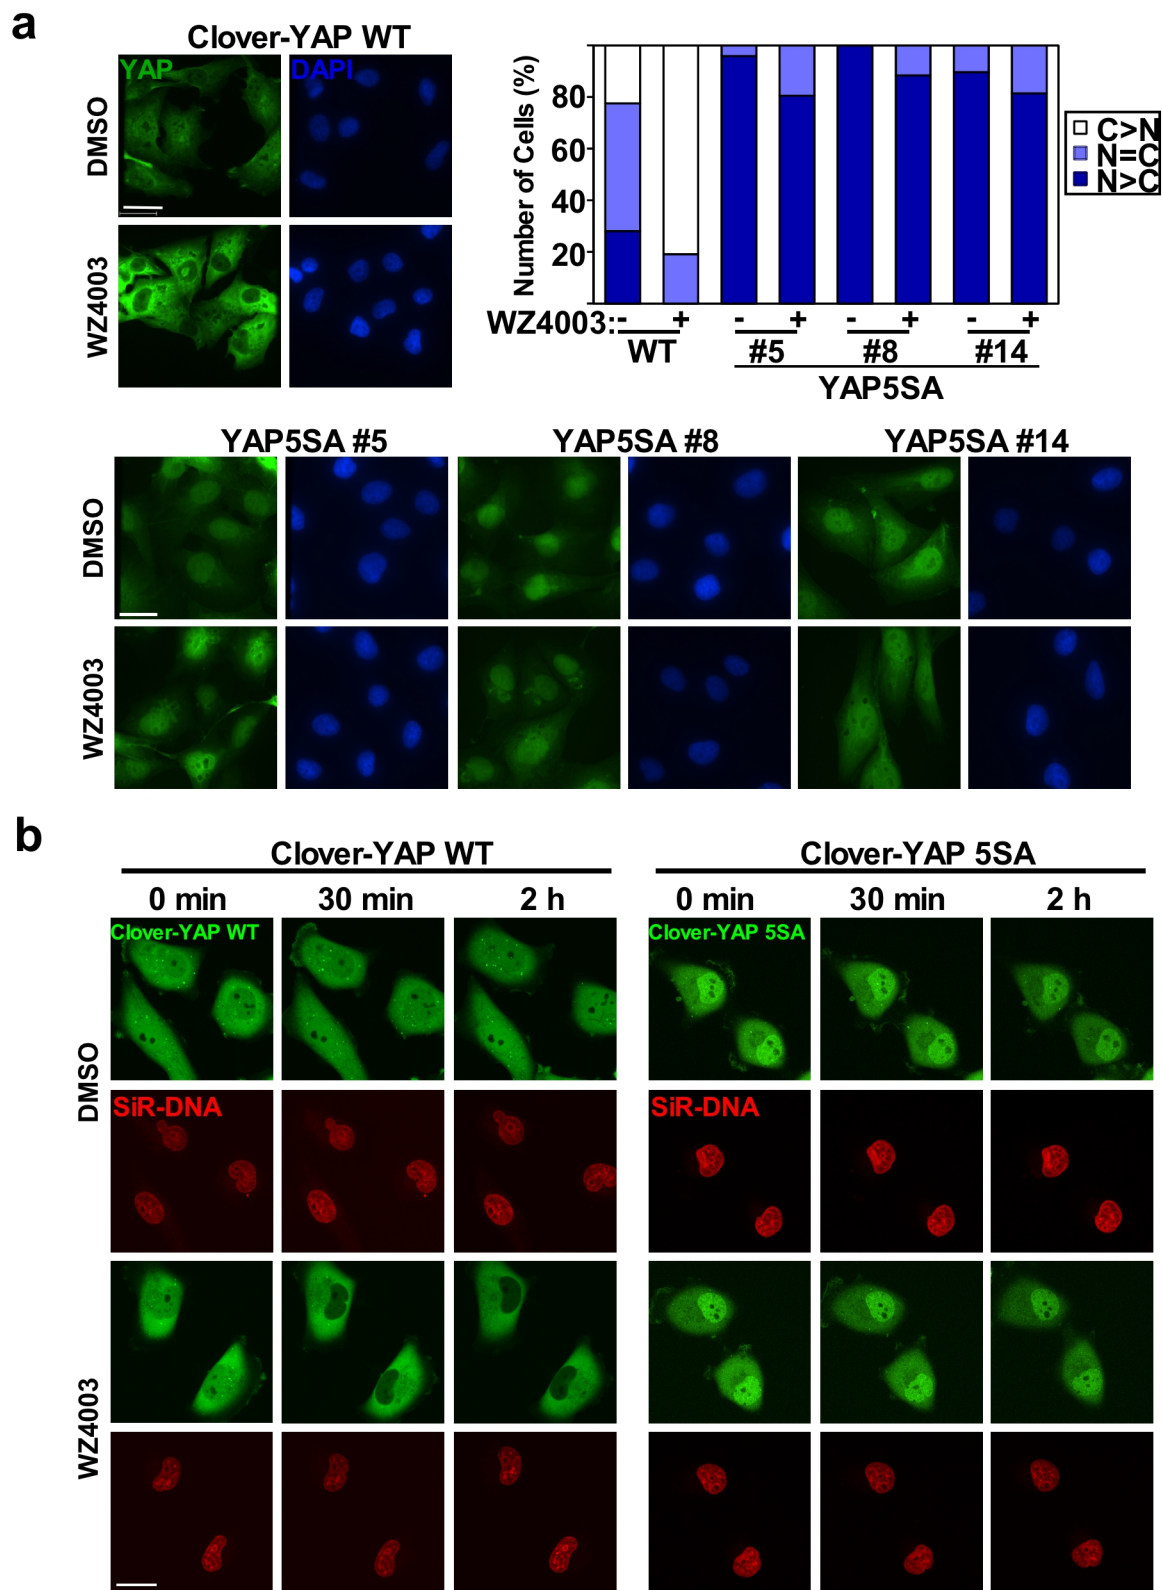 a
Clover-YAP WT
YAP
DAPI
DMSO
WZ4003
Number of Cells (%)
80
60
40
20
C>N
N=C
N>C
WZ4003: - + - + - + - +
WT #5 #8 #14
YAP5SA
YAP5SA #5 YAP5SA #8 YAP5SA #14
DMSO
WZ4003
b
Clover-YAP WT Clover-YAP 5SA
0 min 30 min 2 h 0 min 30 min 2 h
Clover-YAP WT Clover-YAP 5SA
DMSO
SiR-DNA SiR-DNA
WZ4003